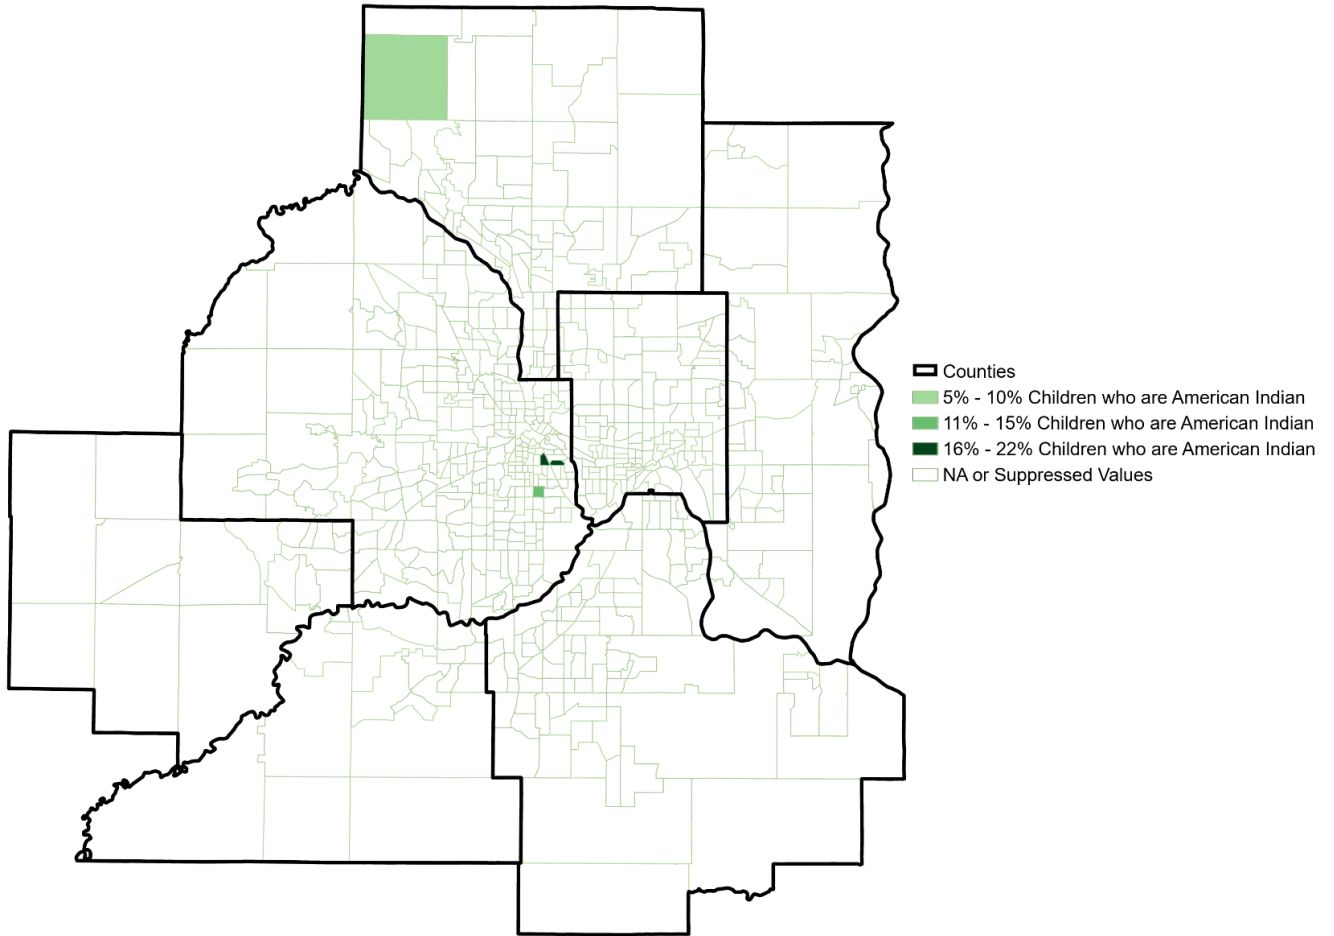 Counties
5% - 10% Children who are American Indian
11% - 15% Children who are American Indian
16% - 22% Children who are American Indian
NA or Suppressed Values